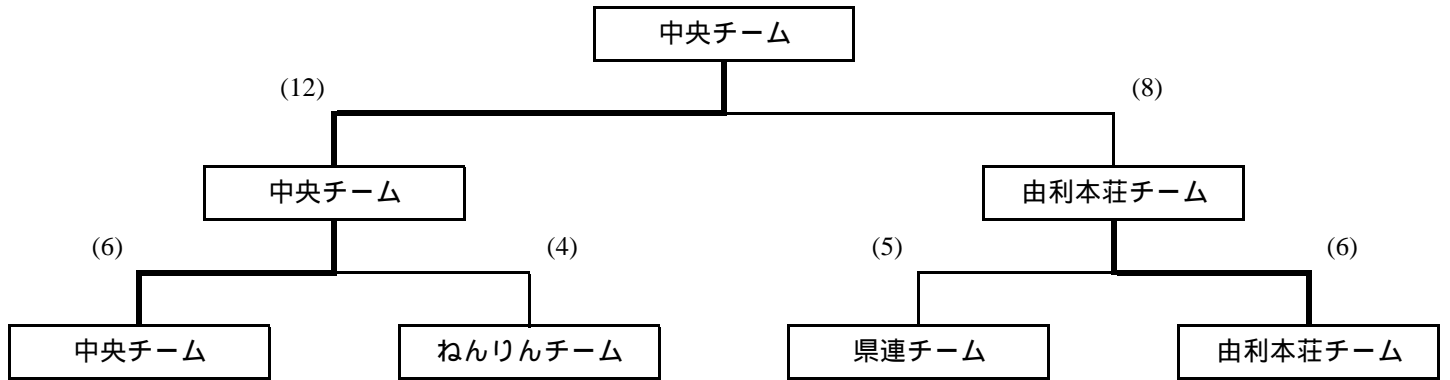 中央チーム
(12)
(8)
中央チーム
由利本荘チーム
(6)
(4)
(5)
(6)
中央チーム
ねんりんチーム
県連チーム
由利本荘チーム